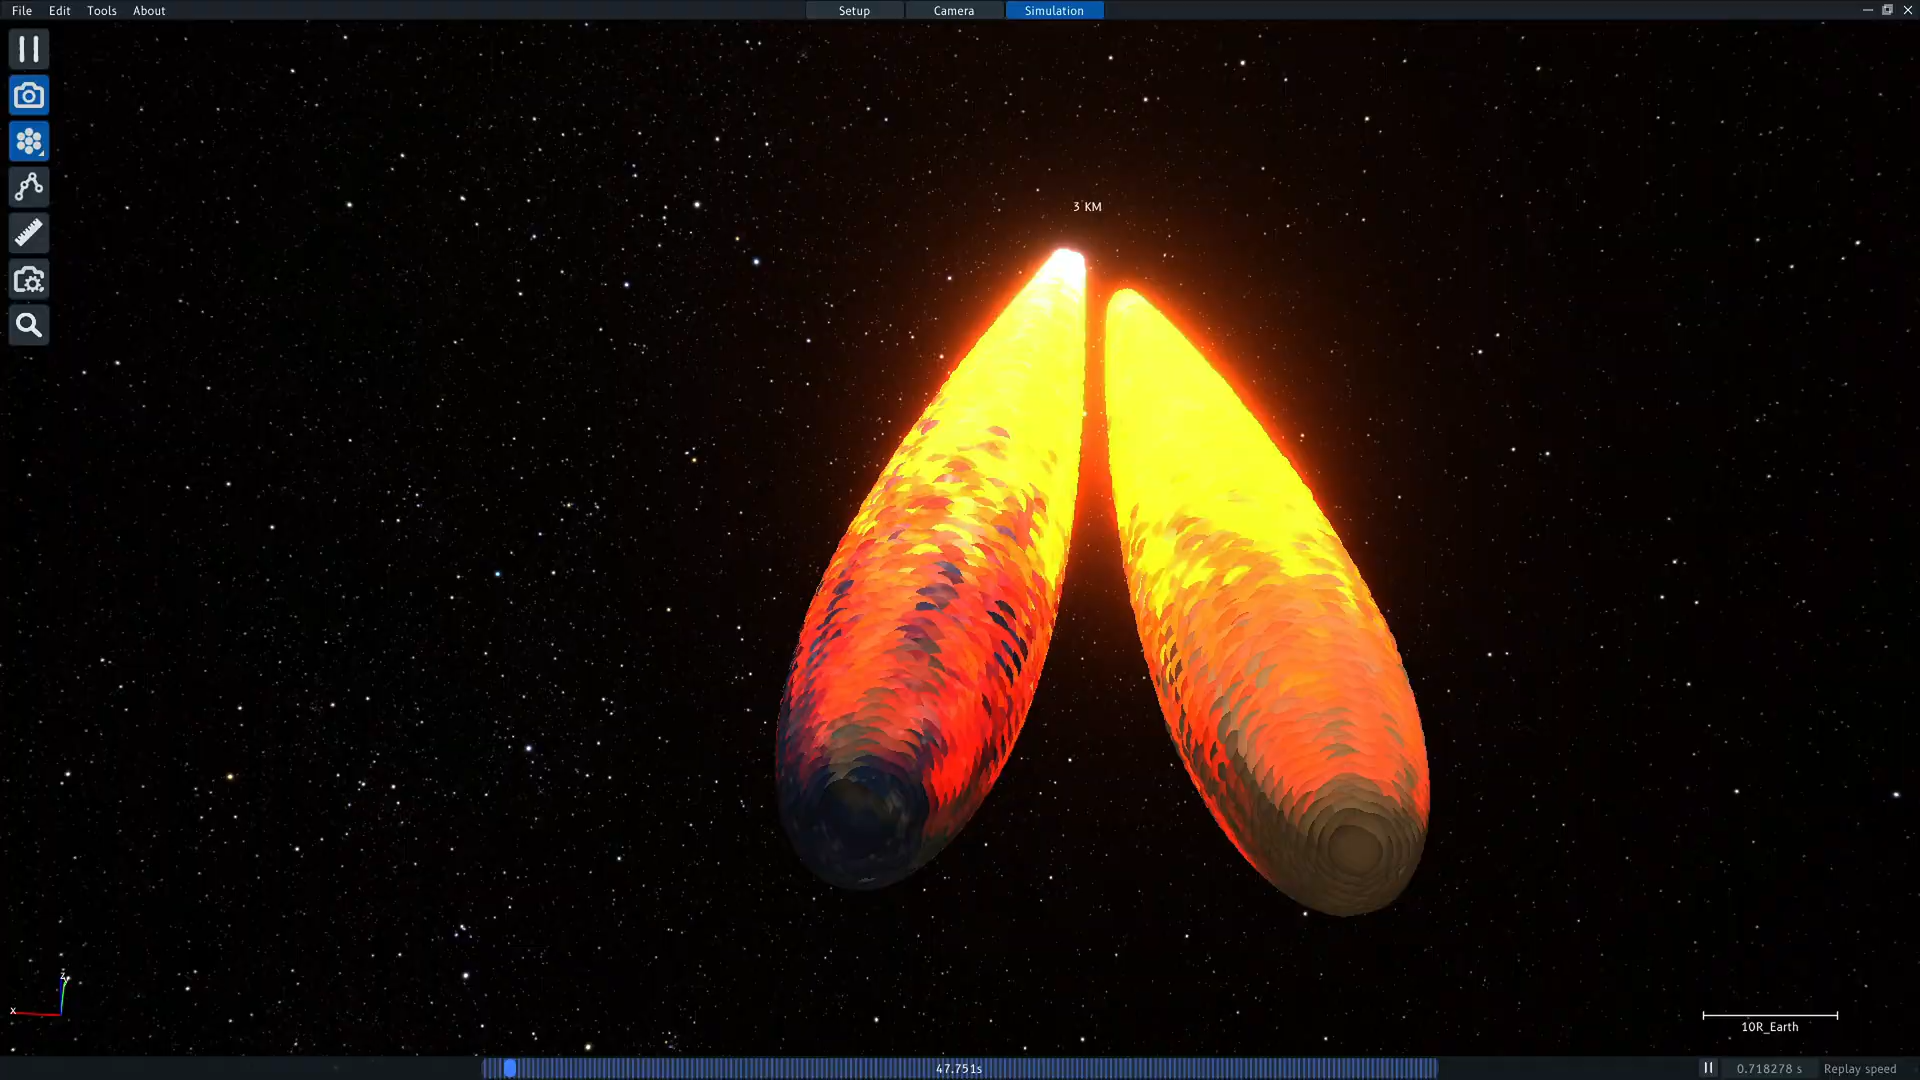 File Edit Tools About
Setup Camera Simulation
3 KM
z
y
x
10R_Earth
47.751s
0.718278 s Replay speed